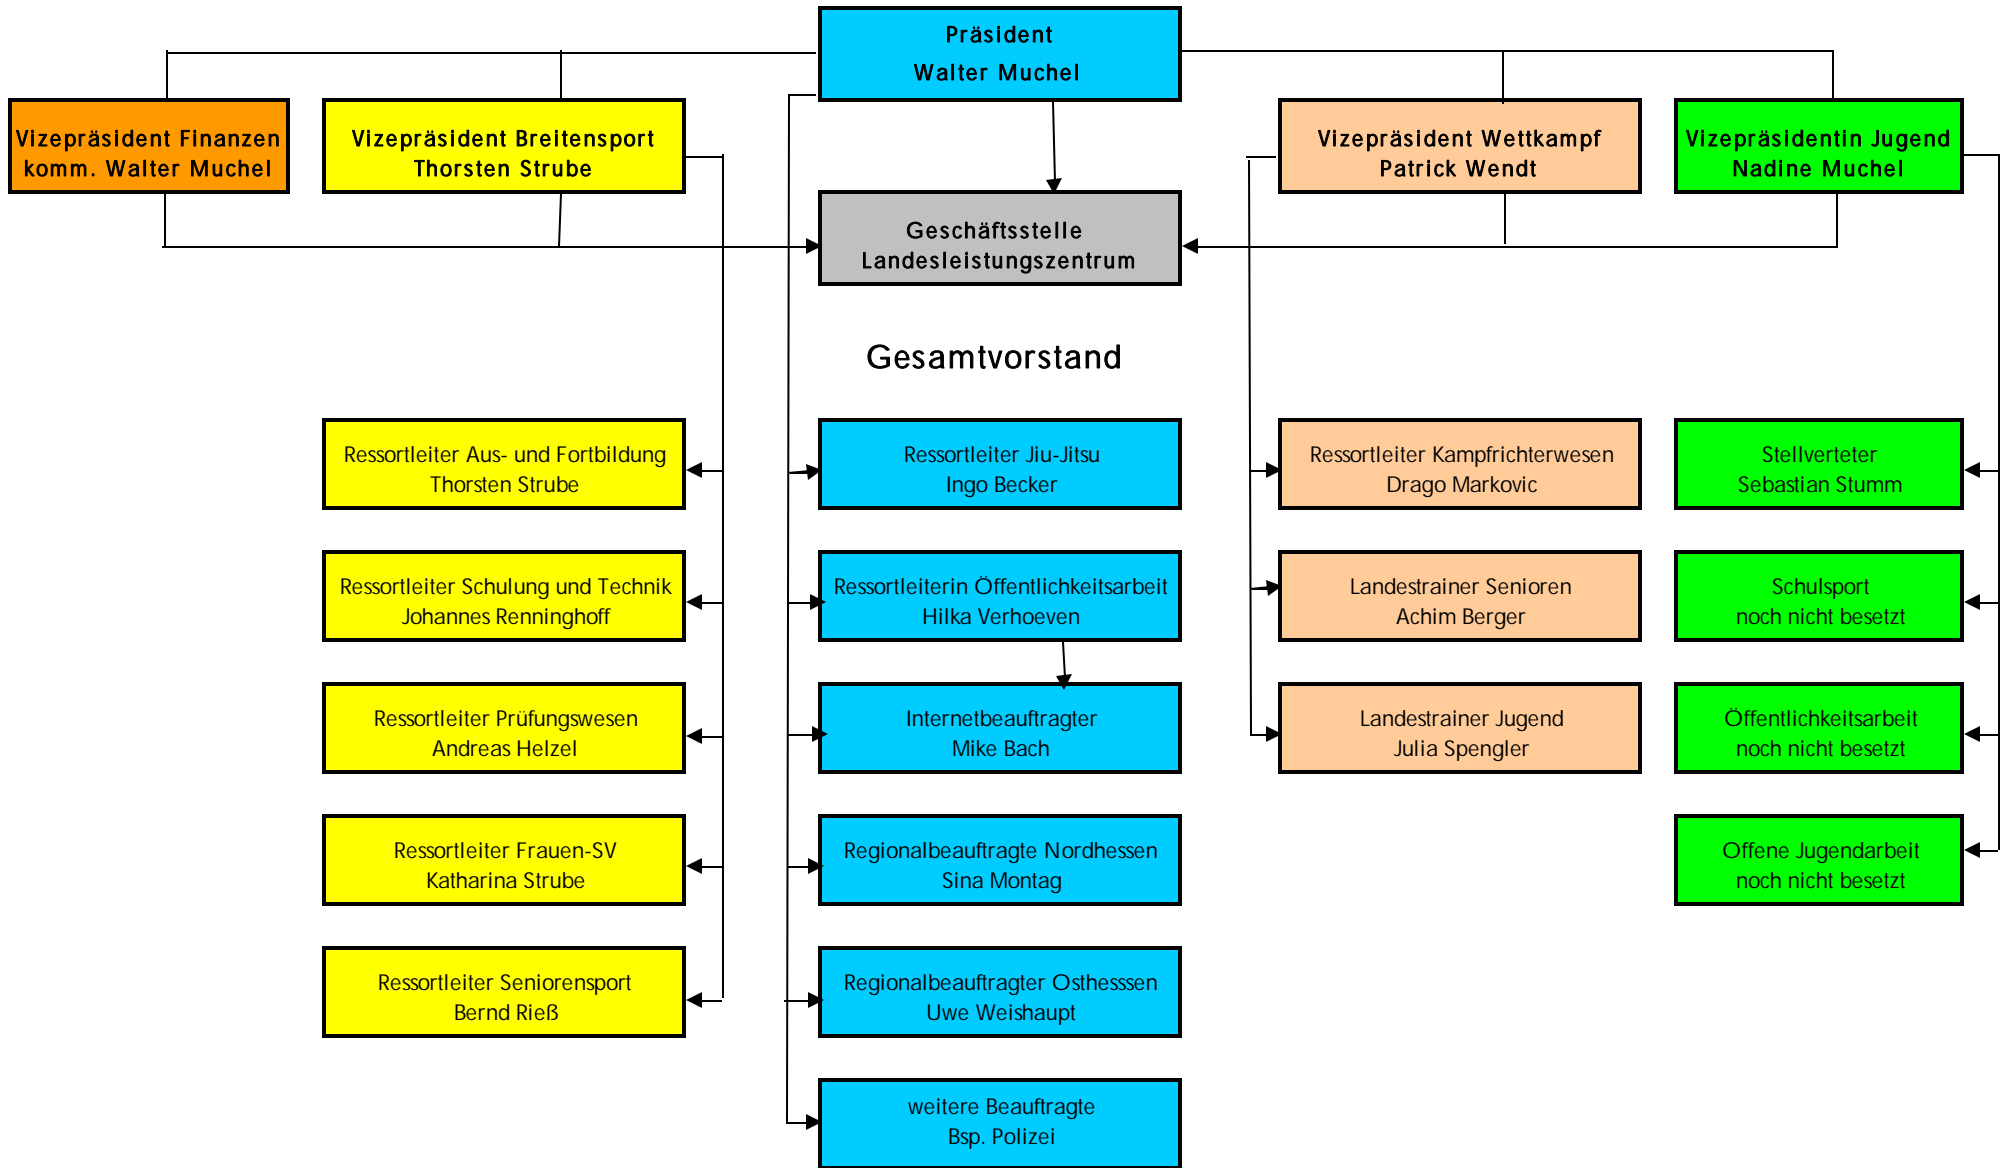 Präsident
Walter Muchel
Vizepräsident Finanzen
komm. Walter Muchel
Vizepräsident Breitensport
Thorsten Strube
Vizepräsident Wettkampf
Patrick Wendt
Vizepräsidentin Jugend
Nadine Muchel
Geschäftsstelle
Landesleistungszentrum
Gesamtvorstand
Ressortleiter Aus- und Fortbildung
Thorsten Strube
Ressortleiter Jiu-Jitsu
Ingo Becker
Ressortleiter Kampfrichterwesen
Drago Markovic
Stellverteter
Sebastian Stumm
Ressortleiter Schulung und Technik
Johannes Renninghoff
Ressortleiterin Öffentlichkeitsarbeit
Hilka Verhoeven
Landestrainer Senioren
Achim Berger
Schulsport
noch nicht besetzt
Ressortleiter Prüfungswesen
Andreas Helzel
Internetbeauftragter
Mike Bach
Landestrainer Jugend
Julia Spengler
Öffentlichkeitsarbeit
noch nicht besetzt
Ressortleiter Frauen-SV
Katharina Strube
Regionalbeauftragte Nordhessen
Sina Montag
Offene Jugendarbeit
noch nicht besetzt
Ressortleiter Seniorensport
Bernd Rieß
Regionalbeauftragter Osthesssen
Uwe Weishaupt
weitere Beauftragte
Bsp. Polizei